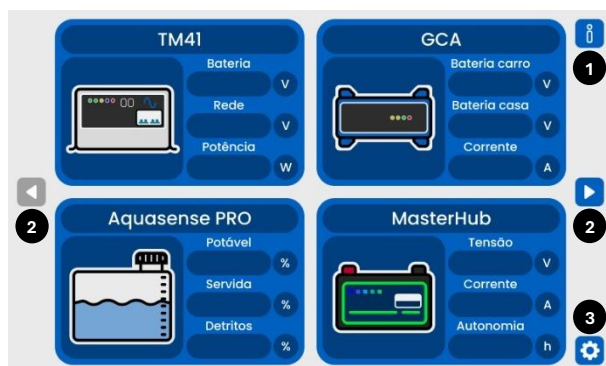 TM41
Bateria
V
Rede
V
Potência
W
GCA
Bateria carro
V
Bateria casa
V
Corrente
A
1
2
2
Aquasense PRO
Potável
%
Servida
%
Detritos
%
MasterHub
Tensão
V
Corrente
A
Autonomia
h
3